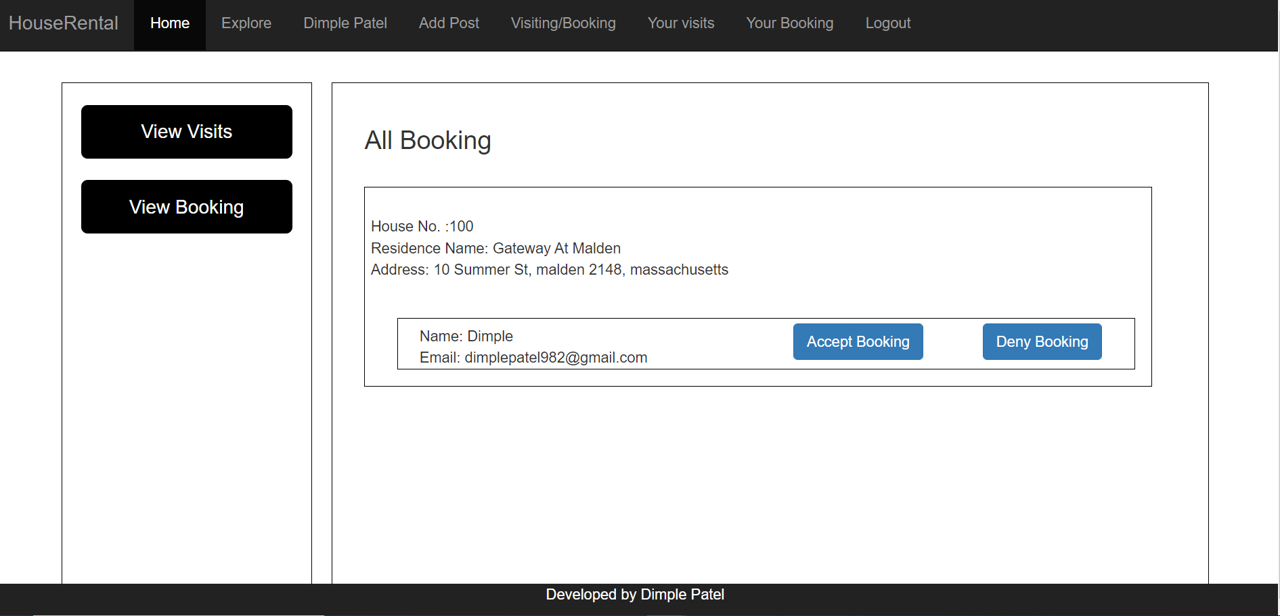 HouseRental Home Explore Dimple Patel Add Post Visiting/Booking Your visits Your Booking Logout
View Visits
View Booking
All Booking
House No. :100
Residence Name: Gateway At Malden
Address: 10 Summer St, malden 2148, massachusetts
Name: Dimple
Email: dimplepatel982@gmail.com
Accept Booking
Deny Booking
Developed by Dimple Patel